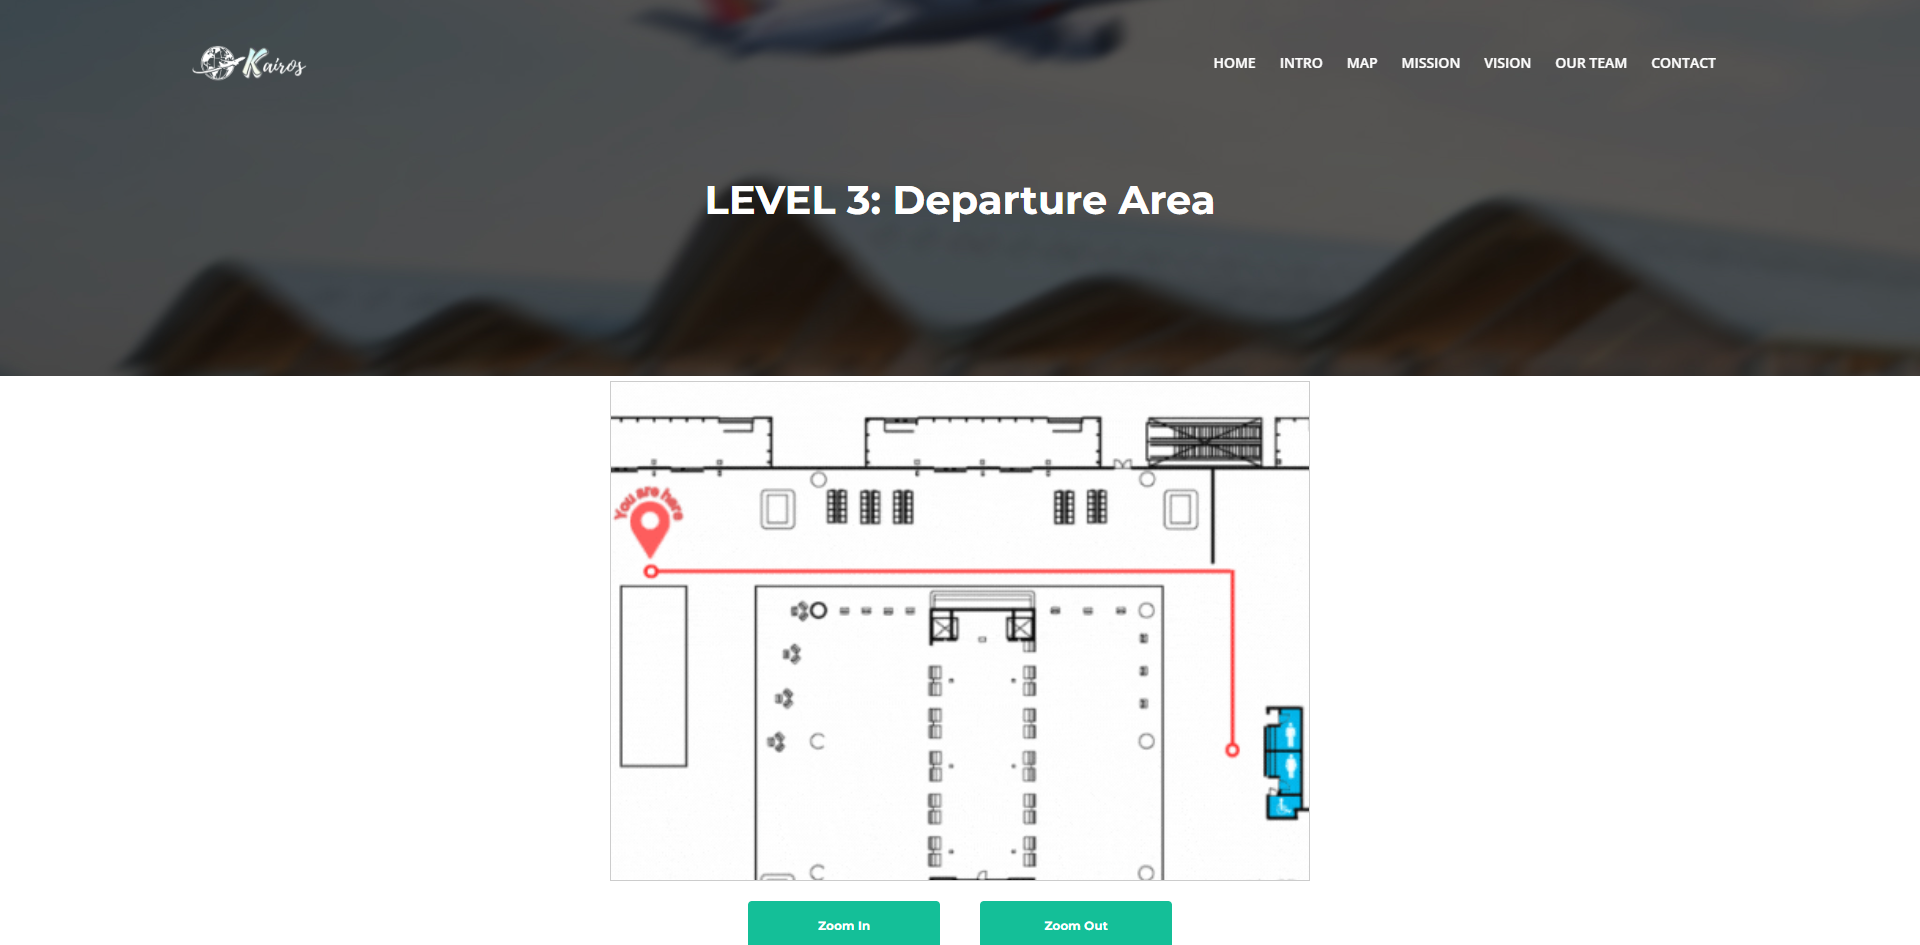 Kairos
HOME INTRO MAP MISSION VISION OUR TEAM CONTACT
LEVEL 3: Departure Area
You are here
Zoom In
Zoom Out